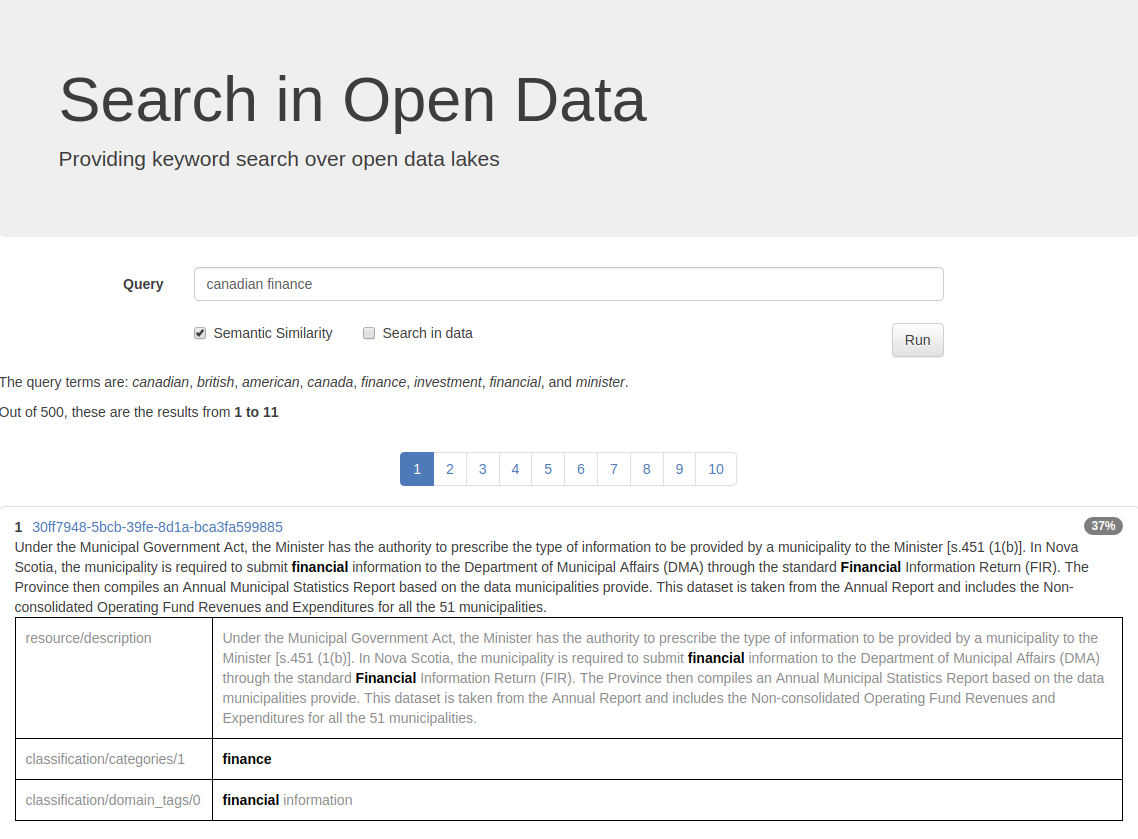 Search in Open Data
Providing keyword search over open data lakes
Query
canadian finance
Semantic Similarity Search in data Run
The query terms are: canadian, british, american, canada, finance, investment, financial, and minister.
Out of 500, these are the results from 1 to 11
1 2 3 4 5 6 7 8 9 10
1 30ff7948-5bcb-39fe-8d1a-bca3fa599885 37%
Under the Municipal Government Act, the Minister has the authority to prescribe the type of information to be provided by a municipality to the Minister [s.451 (1(b)]. In Nova
Scotia, the municipality is required to submit financial information to the Department of Municipal Affairs (DMA) through the standard Financial Information Return (FIR). The
Province then compiles an Annual Municipal Statistics Report based on the data municipalities provide. This dataset is taken from the Annual Report and includes the Non-
consolidated Operating Fund Revenues and Expenditures for all the 51 municipalities.
resource/description
Under the Municipal Government Act, the Minister has the authority to prescribe the type of information to be provided by a municipality to the
Minister [s.451 (1(b)]. In Nova Scotia, the municipality is required to submit financial information to the Department of Municipal Affairs (DMA)
through the standard Financial Information Return (FIR). The Province then compiles an Annual Municipal Statistics Report based on the data
municipalities provide. This dataset is taken from the Annual Report and includes the Non-consolidated Operating Fund Revenues and
Expenditures for all the 51 municipalities.
classification/categories/1
finance
classification/domain_tags/0
financial information